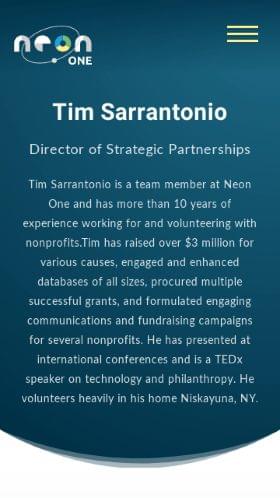 neon
ONE
Tim Sarrantonio
Director of Strategic Partnerships
Tim Sarrantonio is a team member at Neon
One and has more than 10 years of
experience working for and volunteering with
nonprofits.Tim has raised over $3 million for
various causes, engaged and enhanced
databases of all sizes, procured multiple
successful grants, and formulated engaging
communications and fundraising campaigns
for several nonprofits. He has presented at
international conferences and is a TEDx
speaker on technology and philanthropy. He
volunteers heavily in his home Niskayuna, NY.